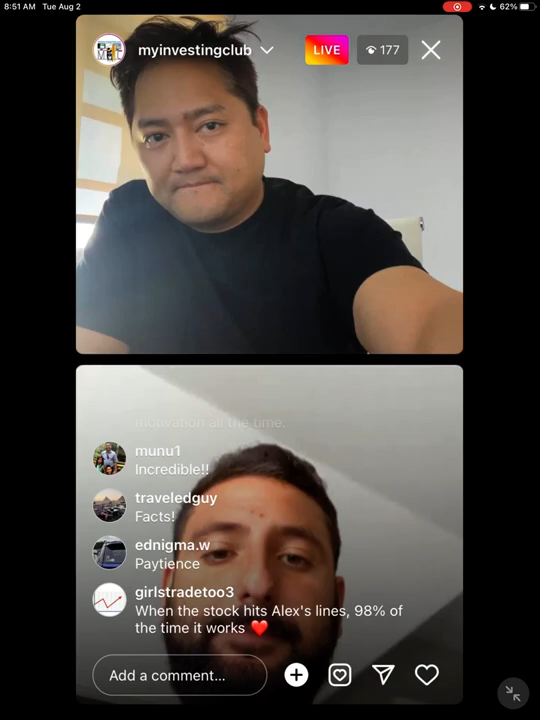 8:51 AM Tue Aug 2
62%
myinvestingclub
LIVE
177
motivation all the time.
munu1
Incredible!!
traveledguy
Facts!
ednigma.w
Paytience
girlstradetoo3
When the stock hits Alex's lines, 98% of
the time it works ❤️
Add a comment...